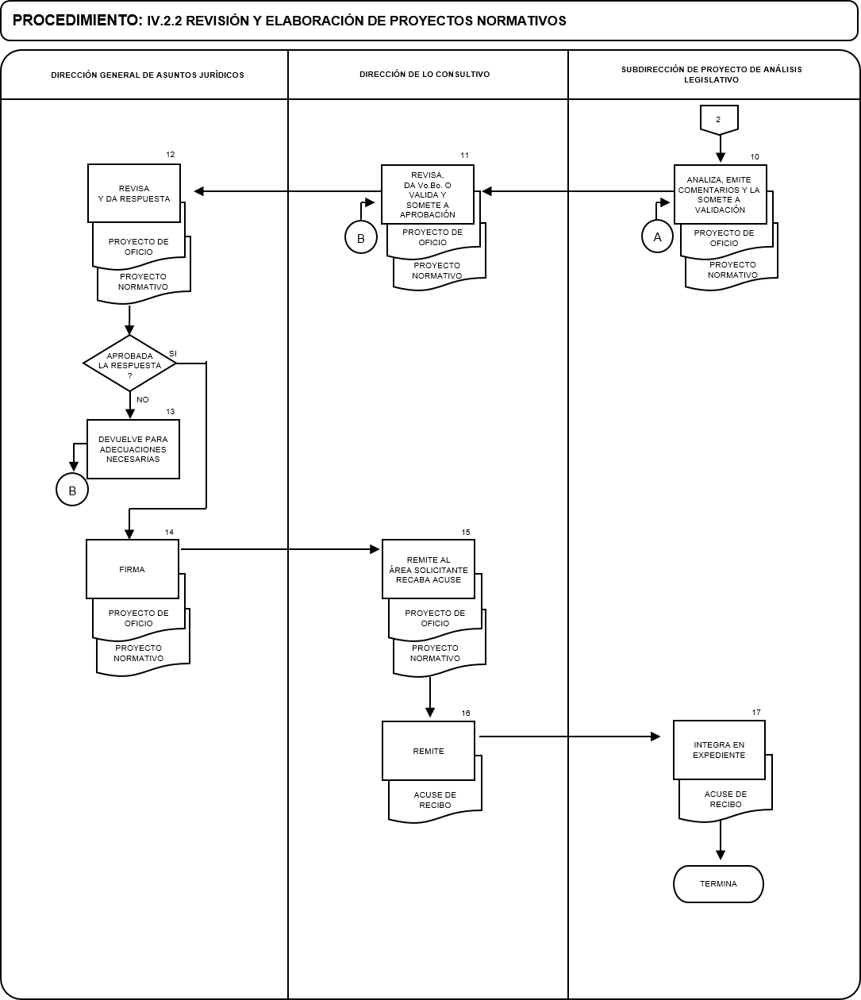 PROCEDIMIENTO: IV.2.2 REVISIÓN Y ELABORACIÓN DE PROYECTOS NORMATIVOS
DIRECCIÓN GENERAL DE ASUNTOS JURÍDICOS
DIRECCIÓN DE LO CONSULTIVO
SUBDIRECCIÓN DE PROYECTO DE ANÁLISIS
LEGISLATIVO
2
10
ANALIZA, EMITE
COMENTARIOS Y LA
SOMETE A
VALIDACIÓN
A
PROYECTO DE
OFICIO
PROYECTO
NORMATIVO
11
REVISA,
DA Vo.Bo. O
VALIDA Y
SOMETE A
APROBACIÓN
B
PROYECTO DE
OFICIO
PROYECTO
NORMATIVO
12
REVISA
Y DA RESPUESTA
PROYECTO DE
OFICIO
PROYECTO
NORMATIVO
APROBADA
LA RESPUESTA
?
SI
NO
13
DEVUELVE PARA
ADECUACIONES
NECESARIAS
B
14
FIRMA
PROYECTO DE
OFICIO
PROYECTO
NORMATIVO
15
REMITE AL
ÁREA SOLICITANTE
RECABA ACUSE
PROYECTO DE
OFICIO
PROYECTO
NORMATIVO
16
REMITE
ACUSE DE
RECIBO
17
INTEGRA EN
EXPEDIENTE
ACUSE DE
RECIBO
TERMINA